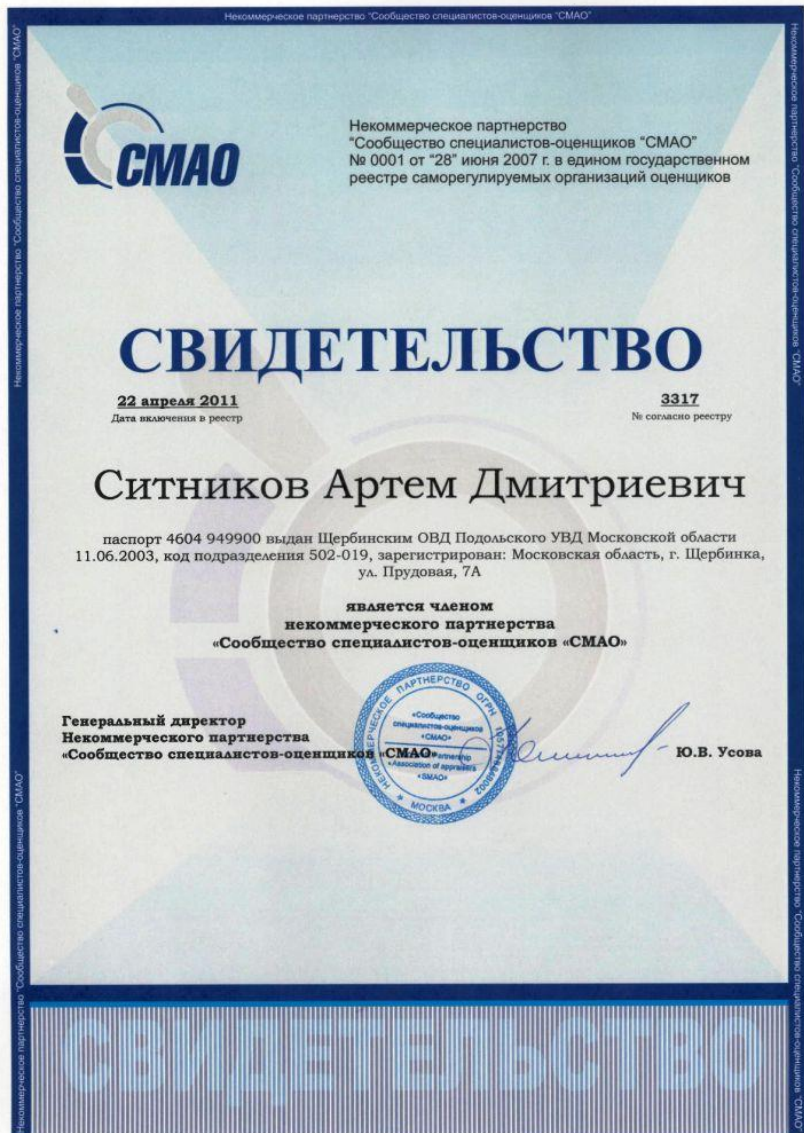 Некоммерческое партнерство "Сообщество специалистов-оценщиков "СМАО"
Некоммерческое партнерство "Сообщество специалистов-оценщиков "СМАО"
Некоммерческое партнерство "Сообщество специалистов-оценщиков "СМАО"
СМАО
Некоммерческое партнерство
"Сообщество специалистов-оценщиков "СМАО"
№ 0001 от "28" июня 2007 г. в едином государственном
реестре саморегулируемых организаций оценщиков
СВИДЕТЕЛЬСТВО
22 апреля 2011
Дата включения в реестр
3317
№ согласно реестру
Ситников Артем Дмитриевич
паспорт 4604 949900 выдан Щербинским ОВД Подольского УВД Московской области
11.06.2003, код подразделения 502-019, зарегистрирован: Московская область, г. Щербинка,
ул. Прудовая, 7А
является членом
некоммерческого партнерства
«Сообщество специалистов-оценщиков «СМАО»
Генеральный директор
Некоммерческого партнерства
«Сообщество специалистов-оценщиков «СМАО»
Ю.В. Усова
НЕКОММЕРЧЕСКОЕ ПАРТНЕРСТВО ОГРН
«Сообщество
специалистов-оценщиков
«СМАО»
Partnership
«Association of appraisers
«SMAO»
* МОСКВА *
Некоммерческое партнерство "Сообщество специалистов-оценщиков "СМАО"
Некоммерческое партнерство "Сообщество специалистов-оценщиков "СМАО"
СВИДЕТЕЛЬСТВО